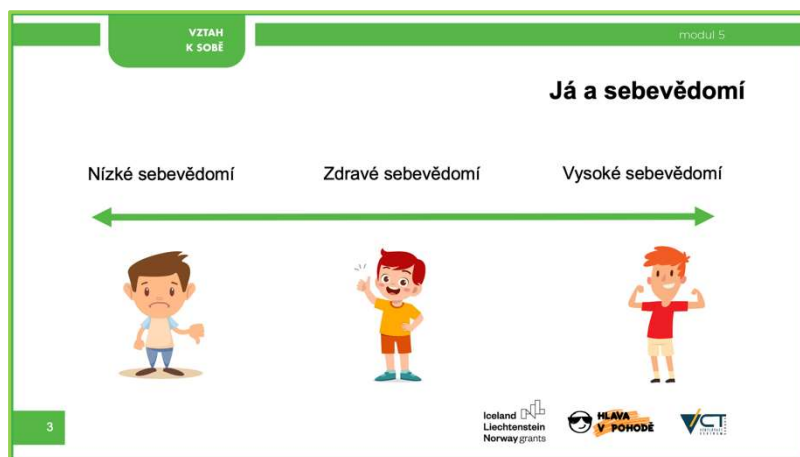 VZTAH
K SOBĚ
modul 5
Já a sebevědomí
Nízké sebevědomí
Zdravé sebevědomí
Vysoké sebevědomí
3
Iceland
Liechtenstein
Norway grants
HLAVA
V POHODĚ